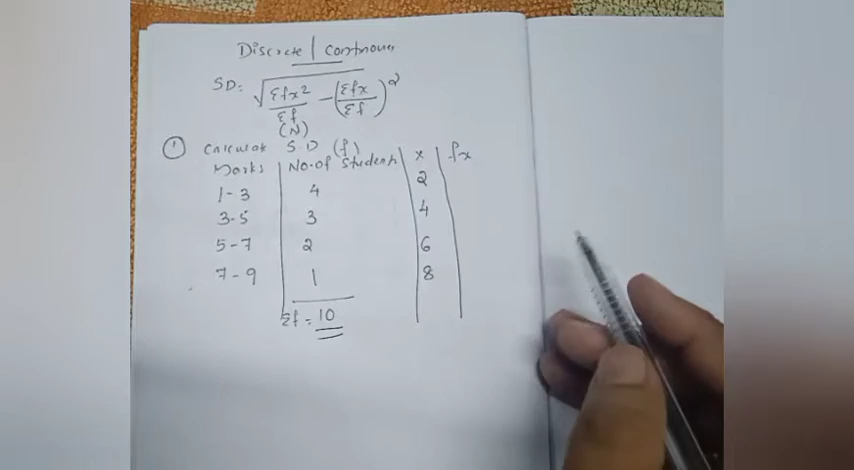 Discrete | Continous
SD: √ Σfx² / Σf (N) − (Σfx / Σf)²
① Calculate SD
Marks | No. of Students (f) | x | fx
1-3 | 4 | 2
3-5 | 3 | 4
5-7 | 2 | 6
7-9 | 1 | 8
Σf = 10